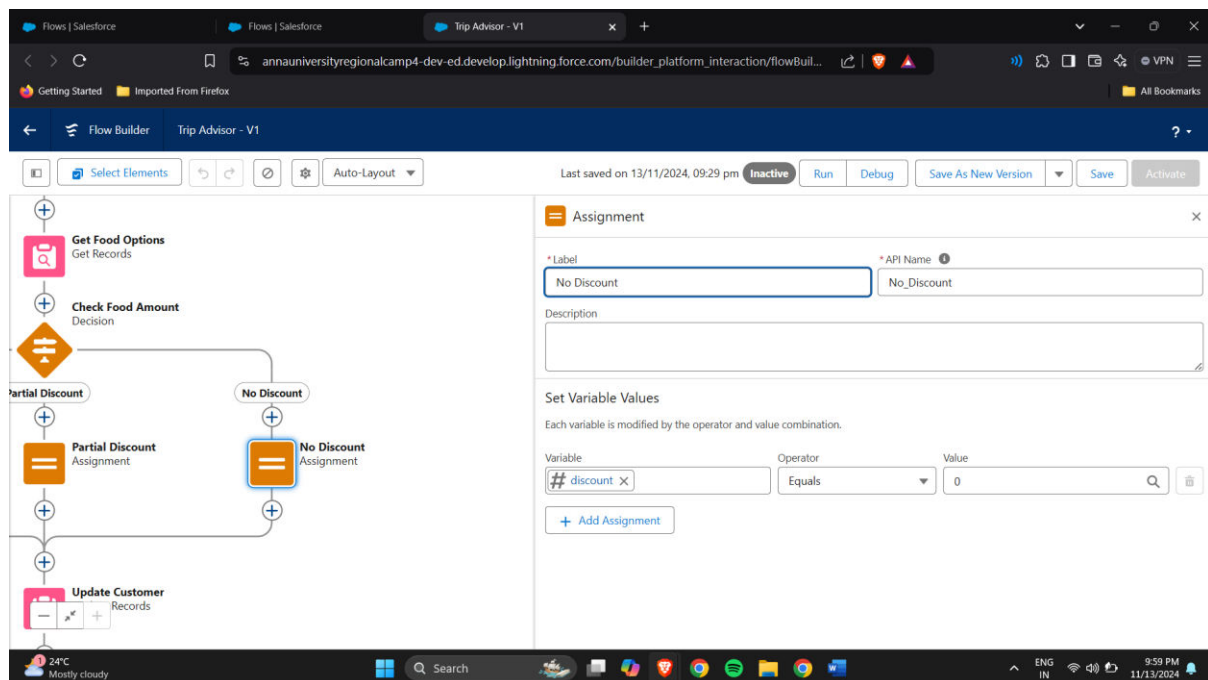 Flows | Salesforce
Flows | Salesforce
Trip Advisor - V1
annauniversityregionalcamp4-dev-ed.develop.lightning.force.com/builder_platform_interaction/flowBuil...
VPN
Getting Started
Imported From Firefox
All Bookmarks
Flow Builder
Trip Advisor - V1
?
Select Elements
Auto-Layout
Last saved on 13/11/2024, 09:29 pm
Inactive
Run
Debug
Save As New Version
Save
Activate
Get Food Options
Get Records
Check Food Amount
Decision
Partial Discount
No Discount
Partial Discount
Assignment
No Discount
Assignment
Update Customer
Records
Assignment
* Label
No Discount
* API Name
No_Discount
Description
Set Variable Values
Each variable is modified by the operator and value combination.
Variable
Operator
Value
discount
Equals
0
+ Add Assignment
1
24°C
Mostly cloudy
Search
ENG
IN
9:59 PM
11/13/2024